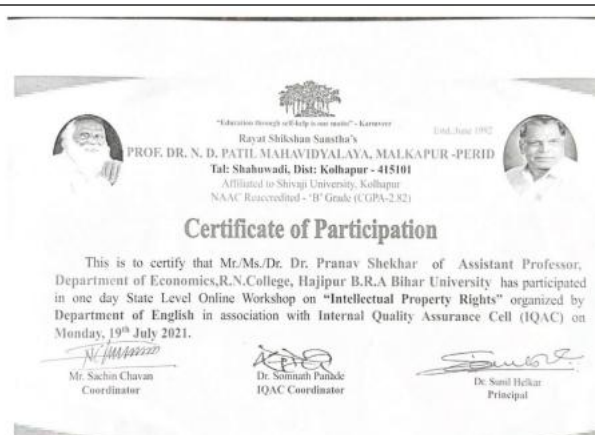 "Education through self-help is our motto" - Karmaveer
Estd. June 1992
Rayat Shikshan Sanstha's
PROF. DR. N. D. PATIL MAHAVIDYALAYA, MALKAPUR -PERID
Tal: Shahuwadi, Dist: Kolhapur - 415101
Affiliated to Shivaji University, Kolhapur
NAAC Reaccredited - 'B' Grade (CGPA-2.82)
Certificate of Participation
This is to certify that Mr./Ms./Dr. Dr. Pranav Shekhar of Assistant Professor,
Department of Economics,R.N.College, Hajipur B.R.A Bihar University has participated
in one day State Level Online Workshop on "Intellectual Property Rights" organized by
Department of English in association with Internal Quality Assurance Cell (IQAC) on
Monday, 19th July 2021.
Mr. Sachin Chavan
Coordinator
Dr. Somnath
IQAC Coordinator
Dr. Sunil Helkar
Principal